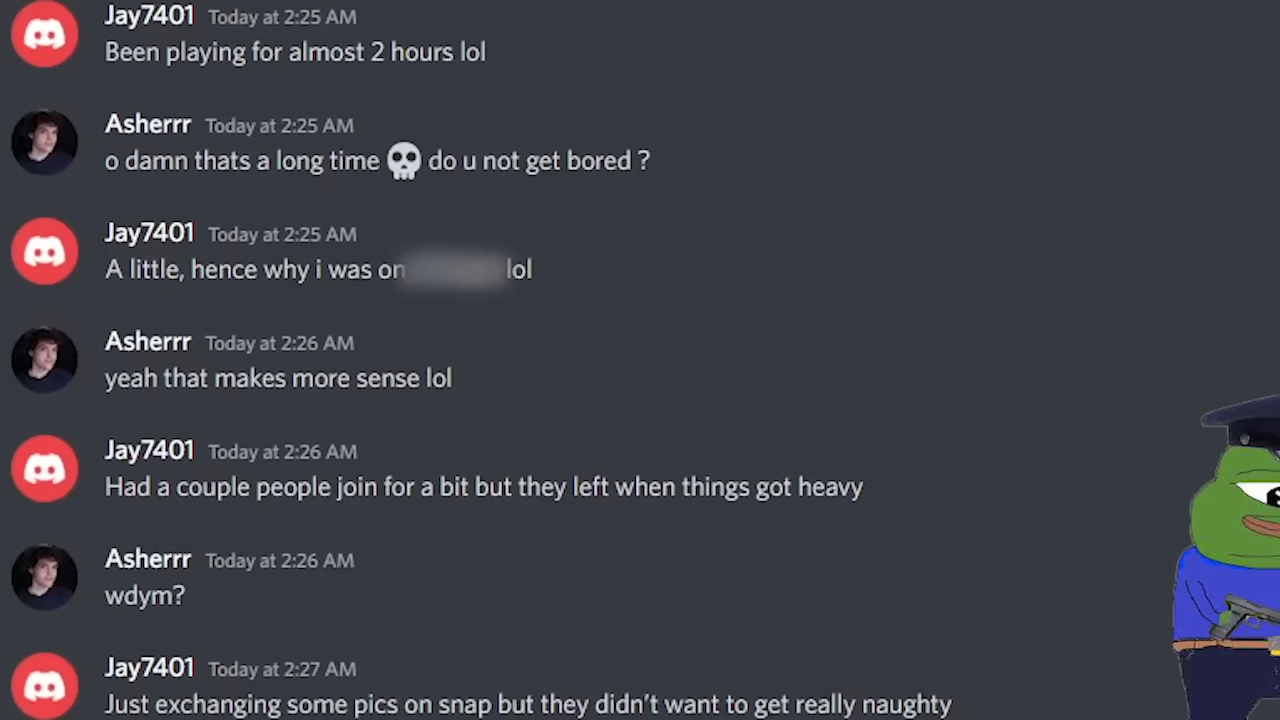 Jay7401 Today at 2:25 AM
Been playing for almost 2 hours lol
Asherrr Today at 2:25 AM
o damn thats a long time 💀 do u not get bored ?
Jay7401 Today at 2:25 AM
A little, hence why i was on lol
Asherrr Today at 2:26 AM
yeah that makes more sense lol
Jay7401 Today at 2:26 AM
Had a couple people join for a bit but they left when things got heavy
Asherrr Today at 2:26 AM
wdym?
Jay7401 Today at 2:27 AM
Just exchanging some pics on snap but they didn't want to get really naughty